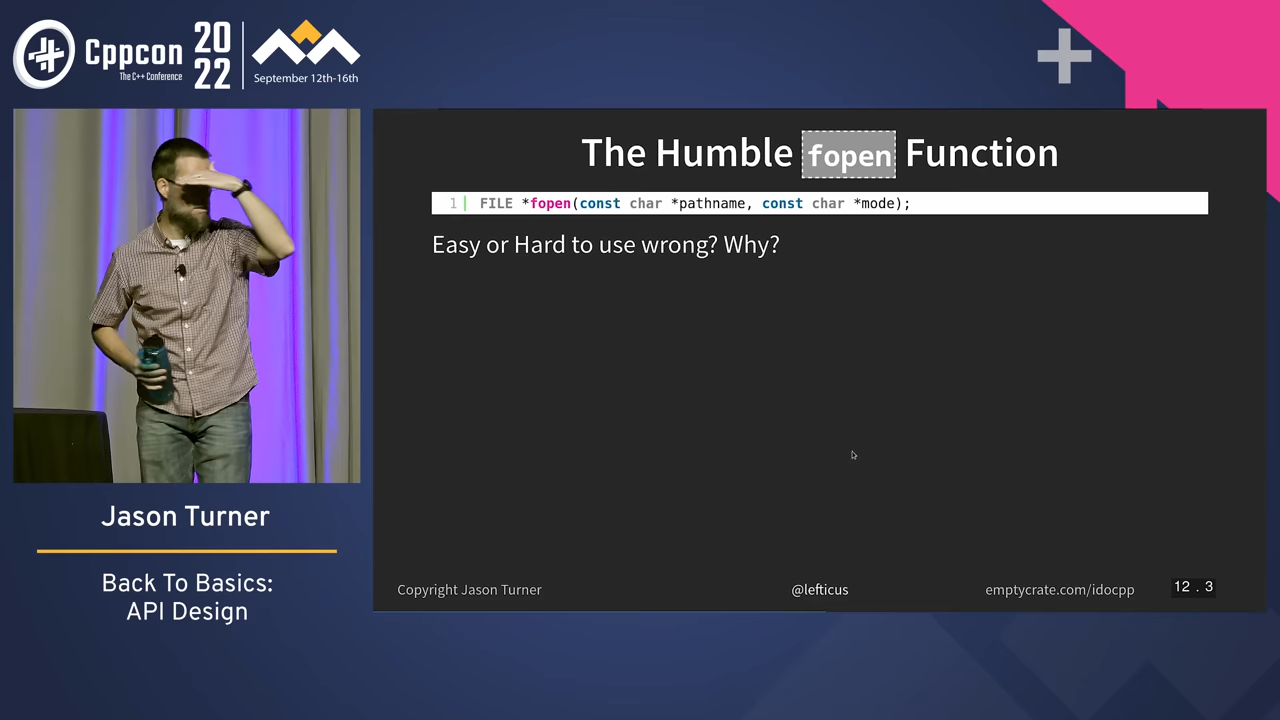 Cppcon
The C++ Conference
20
22
September 12th-16th
The Humble fopen Function
1 FILE *fopen(const char *pathname, const char *mode);
Easy or Hard to use wrong? Why?
Jason Turner
Back To Basics:
API Design
Copyright Jason Turner
@lefticus
emptycrate.com/idocpp
12 . 3